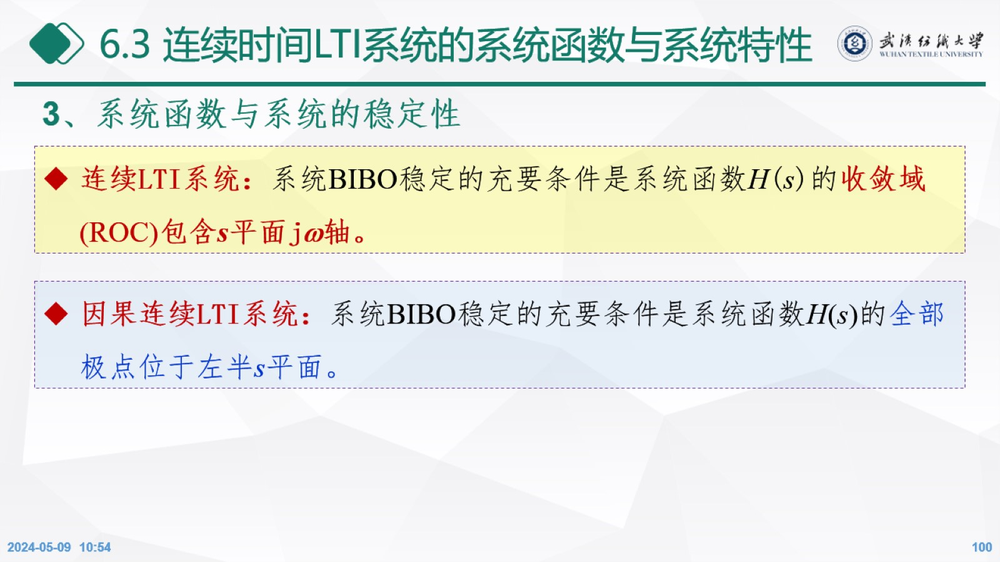 6.3 连续时间LTI系统的系统函数与系统特性
武汉纺织大学
WUHAN TEXTILE UNIVERSITY
3、系统函数与系统的稳定性
◆ 连续LTI系统：系统BIBO稳定的充要条件是系统函数H(s)的收敛域
(ROC)包含s平面jω轴。
◆ 因果连续LTI系统：系统BIBO稳定的充要条件是系统函数H(s)的全部
极点位于左半s平面。
2024-05-09 10:54
100